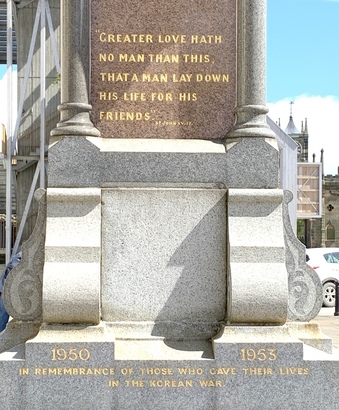 "GREATER LOVE HATH
NO MAN THAN THIS,
THAT A MAN LAY DOWN
HIS LIFE FOR HIS
FRIENDS."
1950 1953
IN REMEMBRANCE OF THOSE WHO GAVE THEIR LIVES
IN THE KOREAN WAR